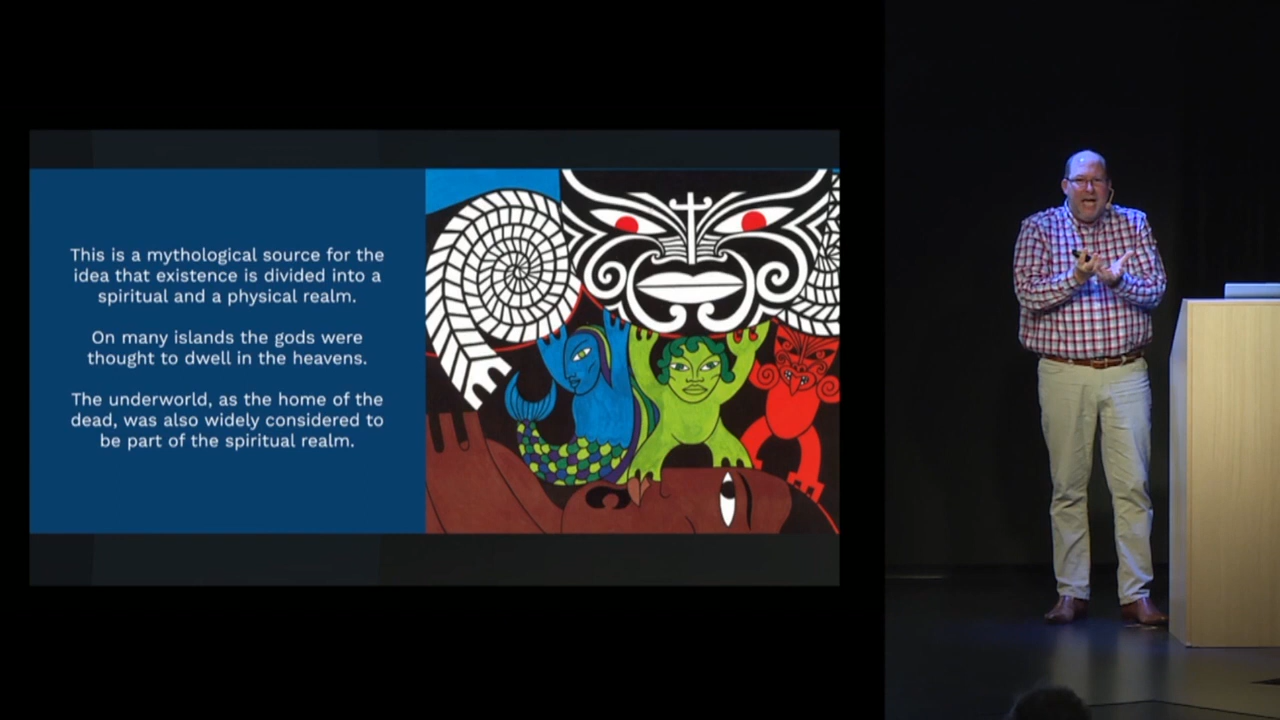 This is a mythological source for the
idea that existence is divided into a
spiritual and a physical realm.
On many islands the gods were
thought to dwell in the heavens.
The underworld, as the home of the
dead, was also widely considered to
be part of the spiritual realm.